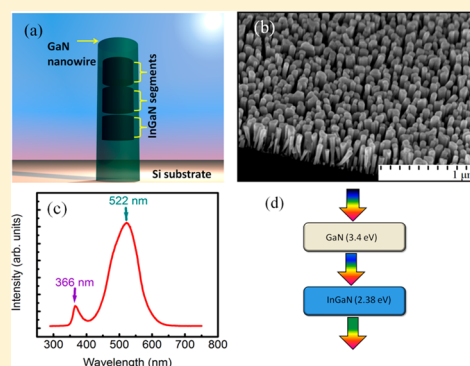 (a)
GaN
nanowire
InGaN segments
Si substrate
(b)
1 μm
(c)
522 nm
366 nm
Intensity (arb. units)
300 400 500 600 700 800
Wavelength (nm)
(d)
GaN (3.4 eV)
InGaN (2.38 eV)